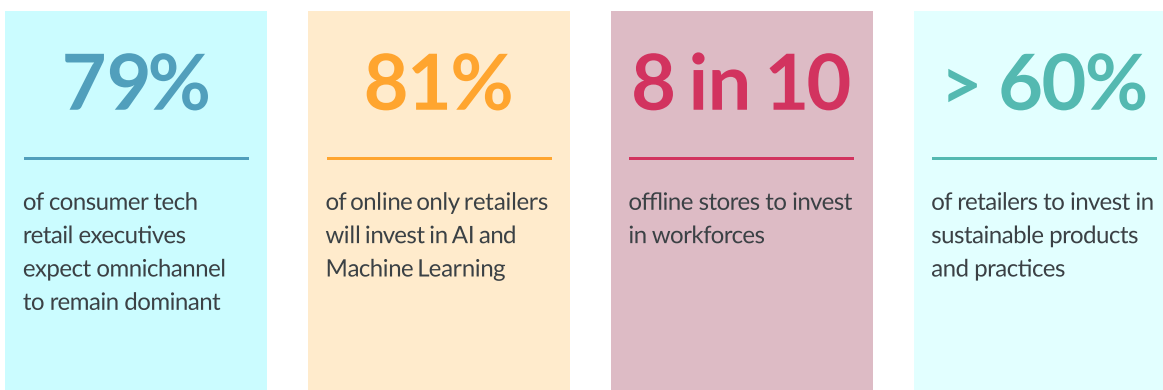 79%
of consumer tech
retail executives
expect omnichannel
to remain dominant
81%
of online only retailers
will invest in AI and
Machine Learning
8 in 10
offline stores to invest
in workforces
> 60%
of retailers to invest in
sustainable products
and practices